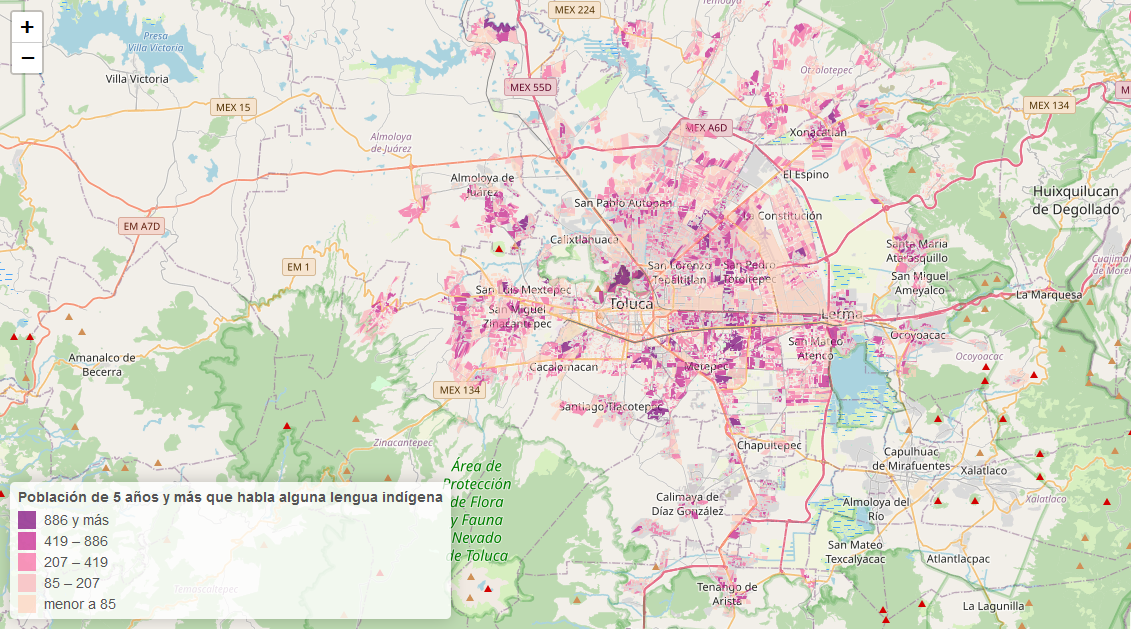 +
−
MEX 224
Temoaya
Presa
Villa Victoria
Villa Victoria
MEX 55D
Otzolotepec
MEX 15
MEX 134
Almoloya
de Juárez
MEX A6D
Xonacatlán
Almoloya de
Juárez
El Espino
Huixquilucan
de Degollado
San Pablo Autopan
La Constitución
EM A7D
Calixtlahuaca
Santa María
Atarasquillo
EM 1
San Lorenzo
Tepaltitlán
San Pedro
Totoltepec
San Miguel
Ameyalco
San Luis Mextepec
La Marquesa
Toluca
San Miguel
Zinacantepec
Lerma
Ocoyoacac
San Mateo
Atenco
Ocoyoacac
Amanalco de
Becerra
Cacalomacan
Metepec
MEX 134
Santiago Tlacotepec
Zinacantepec
Chapultepec
Capulhuac
de Mirafuentes
Xalatlaco
Área de
Protección
de Flora
y Fauna
Nevado
de Toluca
Calimaya de
Díaz González
Almoloya del
Río
Xalatlaco
San Mateo
Texcalyacac
Atlantlacpac
Tenango de
Arista
La Lagunilla
Temascaltepec
Población de 5 años y más que habla alguna lengua indígena
886 y más
419 – 886
207 – 419
85 – 207
menor a 85